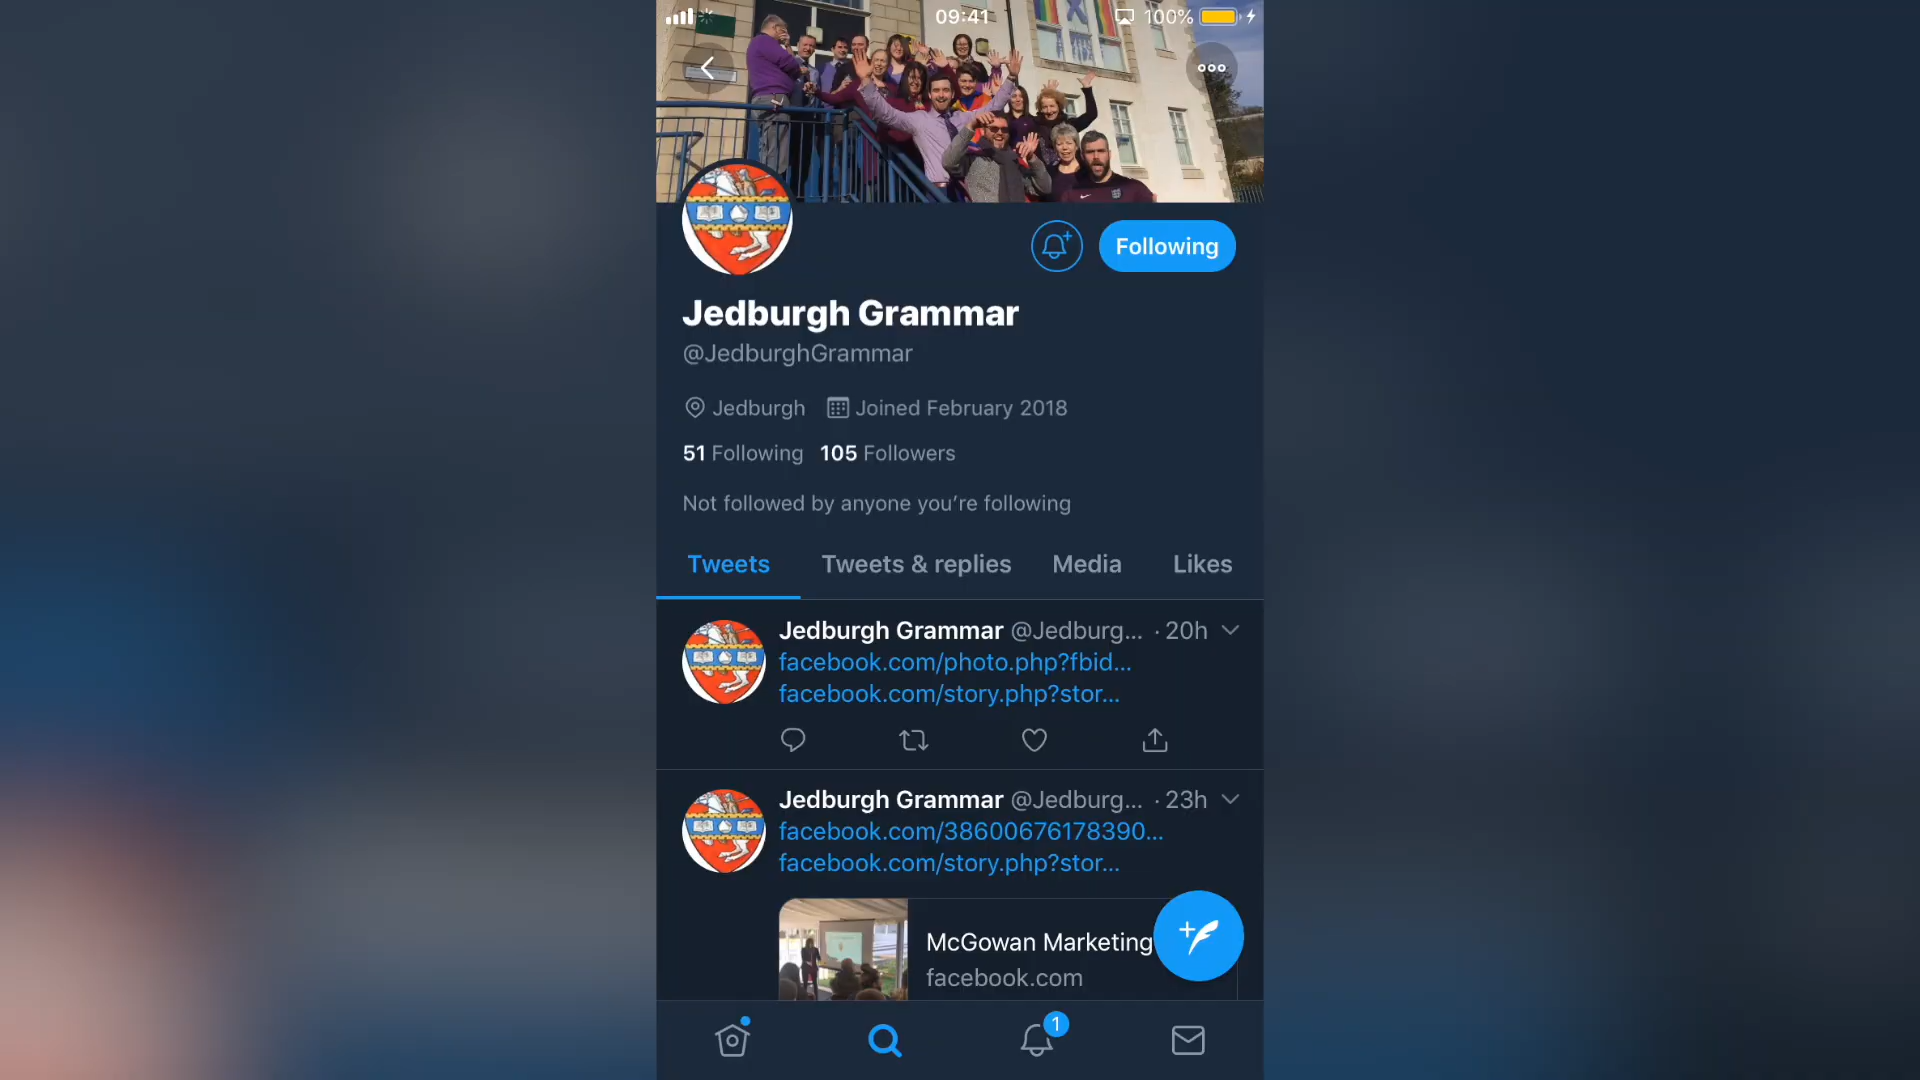 09:41
100%
Following
Jedburgh Grammar
@JedburghGrammar
Jedburgh Joined February 2018
51 Following 105 Followers
Not followed by anyone you’re following
Tweets Tweets & replies Media Likes
Jedburgh Grammar @Jedburg... · 20h
facebook.com/photo.php?fbid...
facebook.com/story.php?stor...
Jedburgh Grammar @Jedburg... · 23h
facebook.com/38600676178390...
facebook.com/story.php?stor...
McGowan Marketing
facebook.com
1